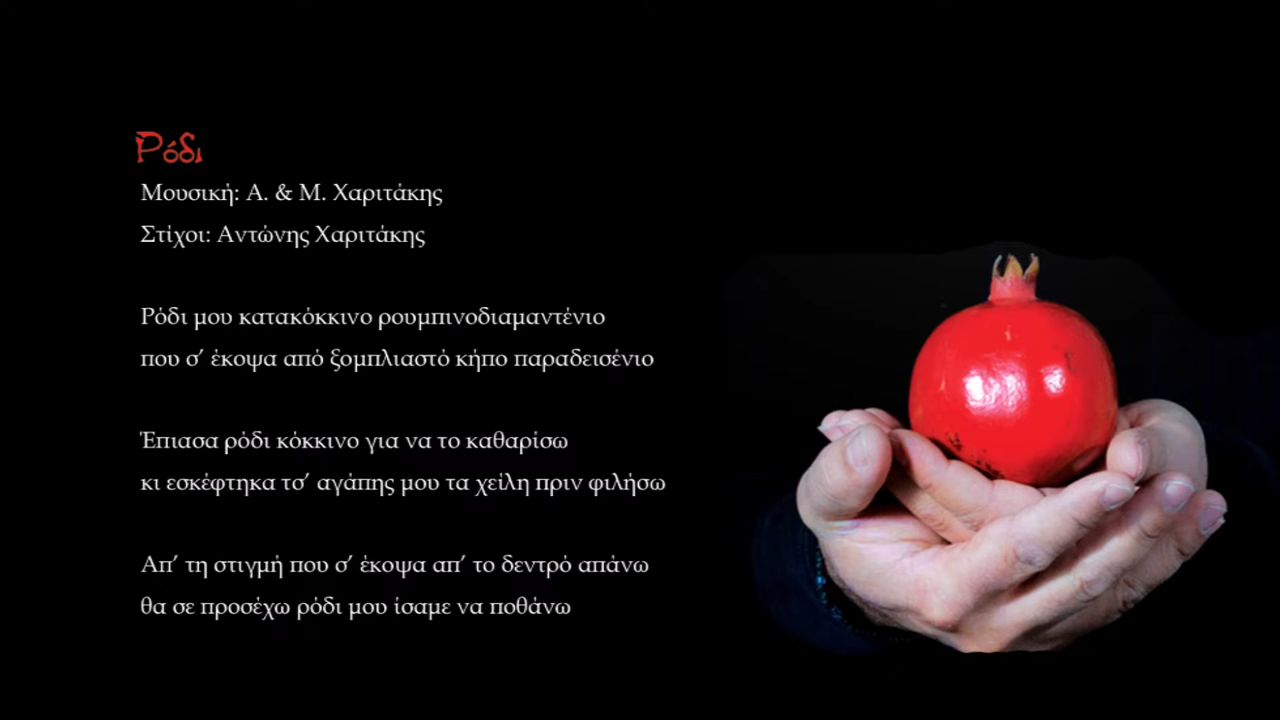 Ρόδι
Μουσική: Α. & Μ. Χαριτάκης
Στίχοι: Αντώνης Χαριτάκης
Ρόδι μου κατακόκκινο ρουμπινοδιαμαντένιο
που σ’ έκοψα από ξομπλιαστό κήπο παραδεισένιο
Έπιασα ρόδι κόκκινο για να το καθαρίσω
κι εσκέφτηκα τσ’ αγάπης μου τα χείλη πριν φιλήσω
Απ’ τη στιγμή που σ’ έκοψα απ’ το δεντρό απάνω
θα σε προσέχω ρόδι μου ίσαμε να ποθάνω